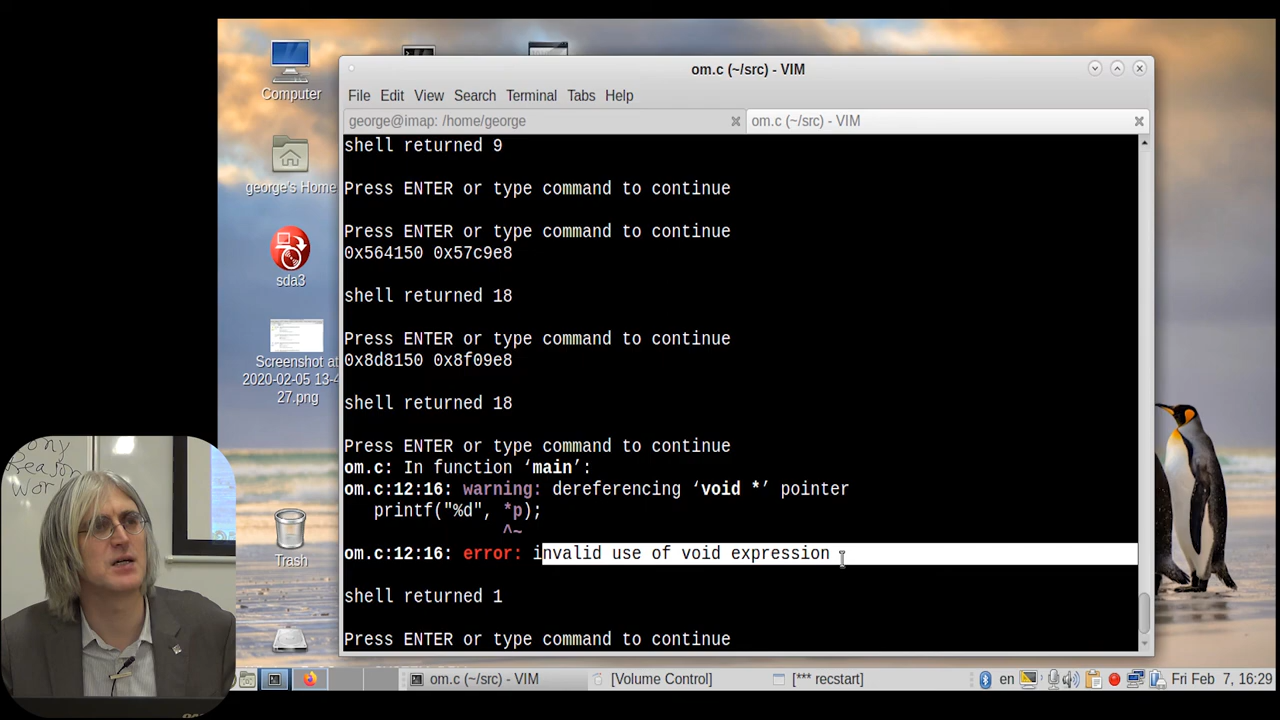 om.c (~/src) - VIM
File Edit View Search Terminal Tabs Help
george@imap: /home/george
om.c (~/src) - VIM
shell returned 9
Press ENTER or type command to continue
Press ENTER or type command to continue
0x564150 0x57c9e8
shell returned 18
Press ENTER or type command to continue
0x8d8150 0x8f09e8
shell returned 18
Press ENTER or type command to continue
om.c: In function ‘main’:
om.c:12:16: warning: dereferencing ‘void *’ pointer
printf("%d", *p);
^~
om.c:12:16: error: invalid use of void expression
shell returned 1
Press ENTER or type command to continue
Computer
george's Home
sda3
Screenshot at
2020-02-05 13-4
27.png
Trash
Reason
om.c (~/src) - VIM
[Volume Control]
[*** recstart]
en
Fri Feb 7, 16:29